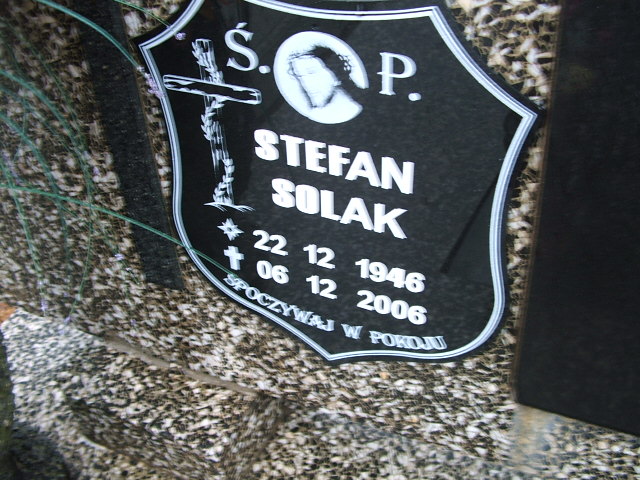 Ś. P.
STEFAN
SOLAK
22 12 1946
06 12 2006
SPOCZYWAJ W POKOJU